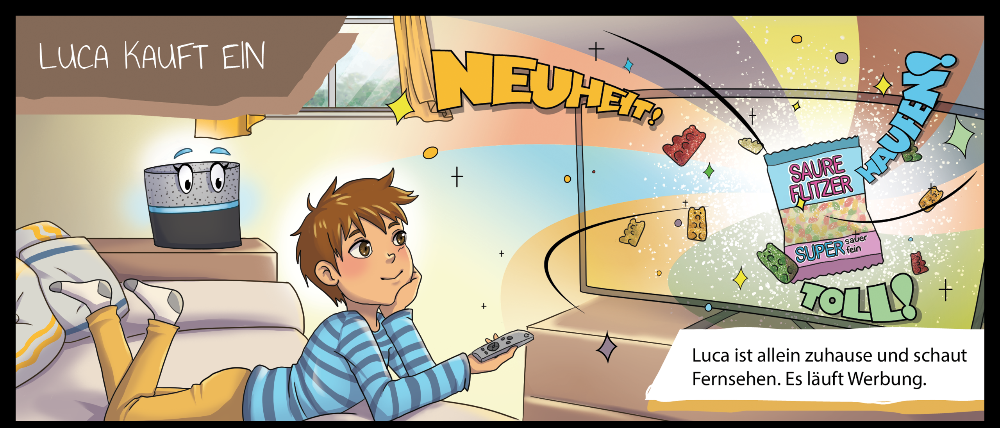 LUCA KAUFT EIN
NEUHEIT!
KAUFEN!
SAURE
FLITZER
SUPER sauer
fein
TOLL!
Luca ist allein zuhause und schaut
Fernsehen. Es läuft Werbung.